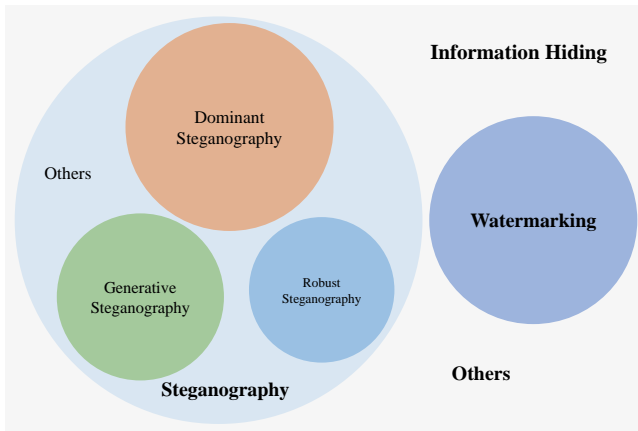 Information Hiding
Dominant
Steganography
Others
Watermarking
Generative
Steganography
Robust
Steganography
Steganography
Others